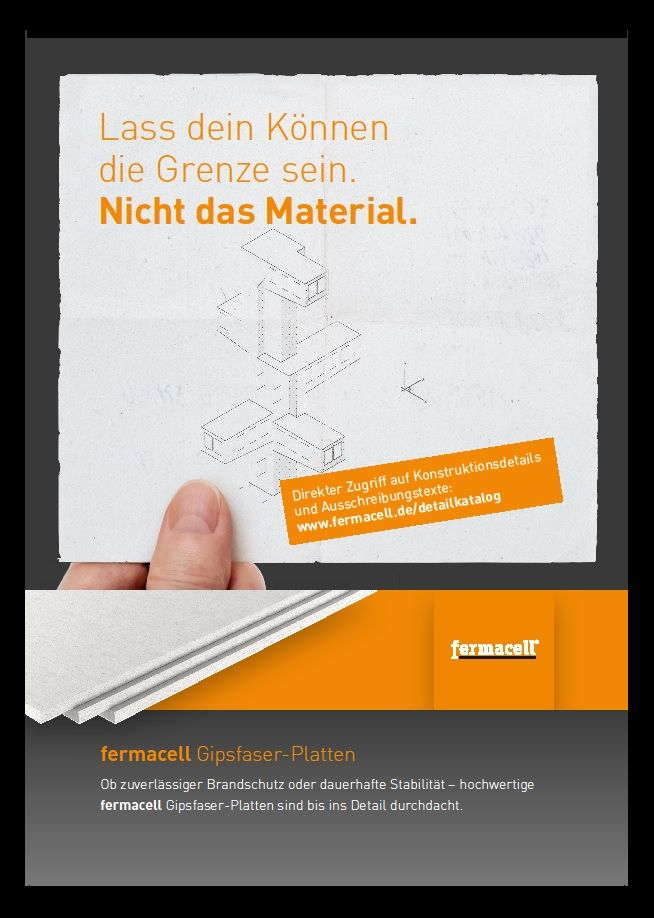 Lass dein Können
die Grenze sein.
Nicht das Material.
Direkter Zugriff auf Konstruktionsdetails
und Ausschreibungstexte:
www.fermacell.de/detailkatalog
fermacell®
fermacell Gipsfaser-Platten
Ob zuverlässiger Brandschutz oder dauerhafte Stabilität – hochwertige
fermacell Gipsfaser-Platten sind bis ins Detail durchdacht.